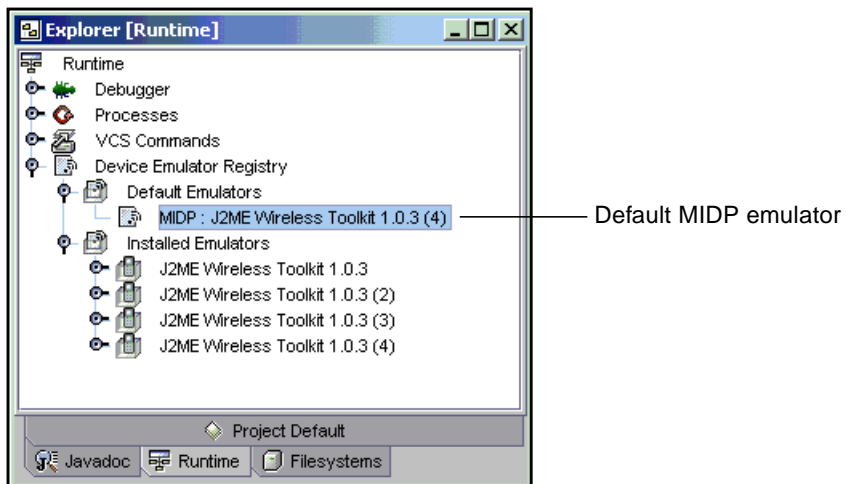 Explorer [Runtime]
Runtime
Debugger
Processes
VCS Commands
Device Emulator Registry
Default Emulators
MIDP : J2ME Wireless Toolkit 1.0.3 (4)
Default MIDP emulator
Installed Emulators
J2ME Wireless Toolkit 1.0.3
J2ME Wireless Toolkit 1.0.3 (2)
J2ME Wireless Toolkit 1.0.3 (3)
J2ME Wireless Toolkit 1.0.3 (4)
Project Default
Javadoc Runtime Filesystems